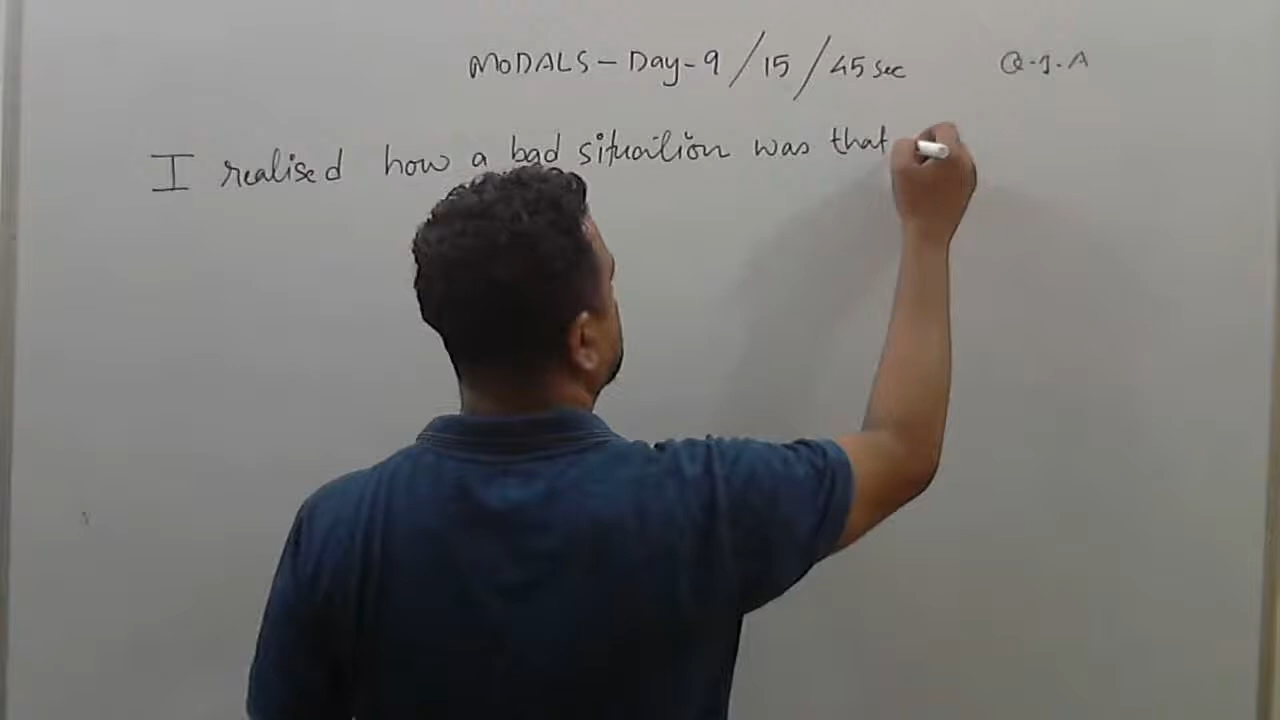 MODALS - Day - 9 / 15 / 45 sec Q.1.A
I realised how a bad situation was that